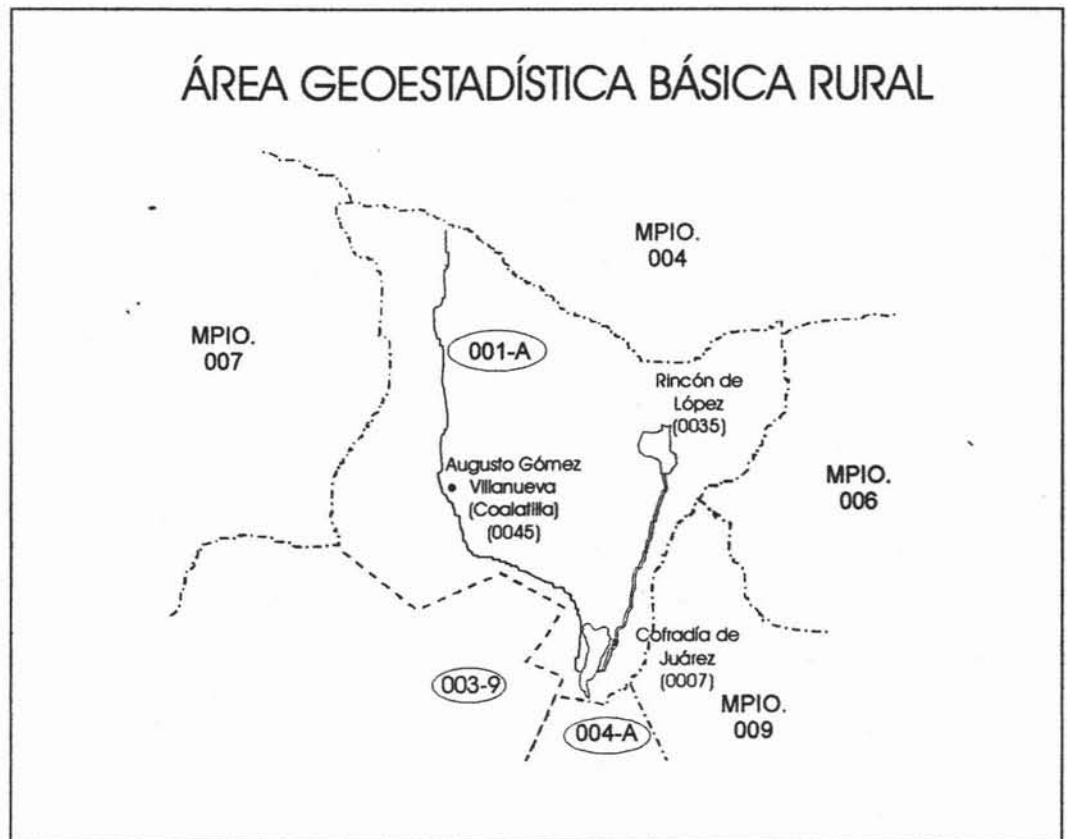 ÁREA GEOESTADÍSTICA BÁSICA RURAL
MPIO.
004
MPIO.
007
001-A
Rincón de
López
(0035)
Augusto Gómez
Villanueva
(Coalatilla)
(0045)
MPIO.
006
Cofradía de
Juárez
(0007)
003-9
MPIO.
009
004-A